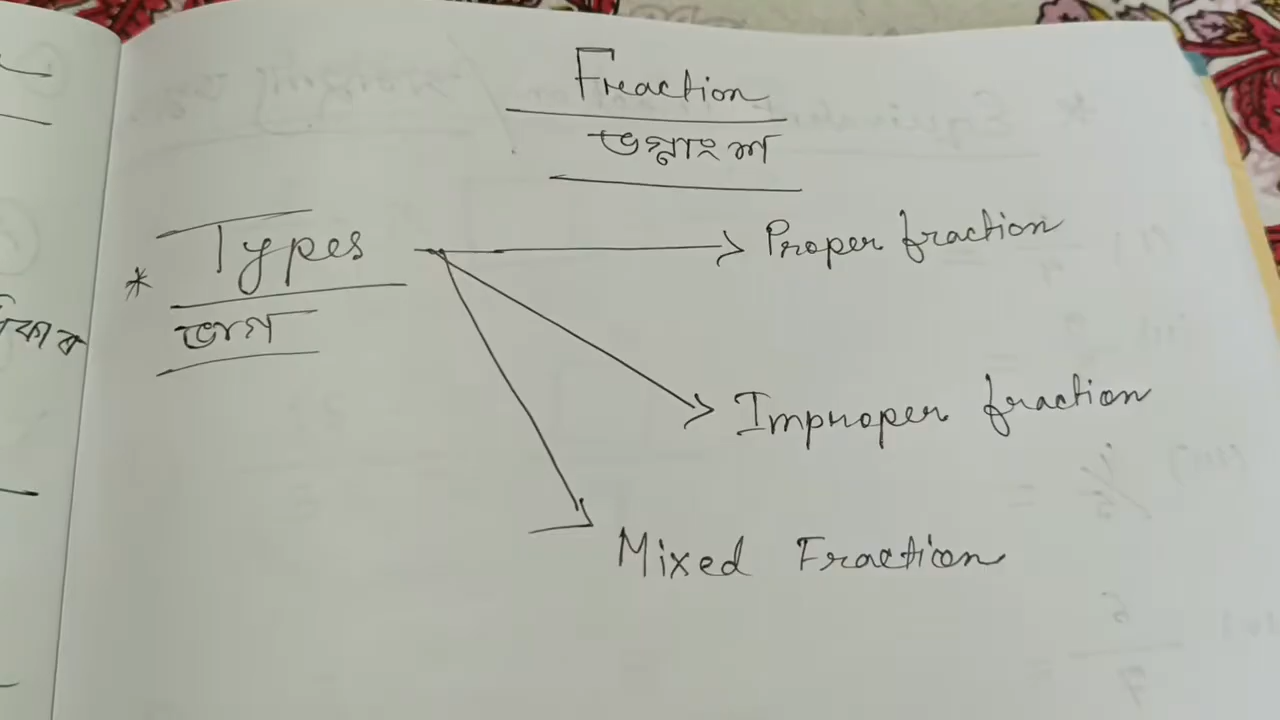 Fraction
ভগ্নাংশ
* Types
ভাগ
Proper fraction
Improper fraction
Mixed Fraction